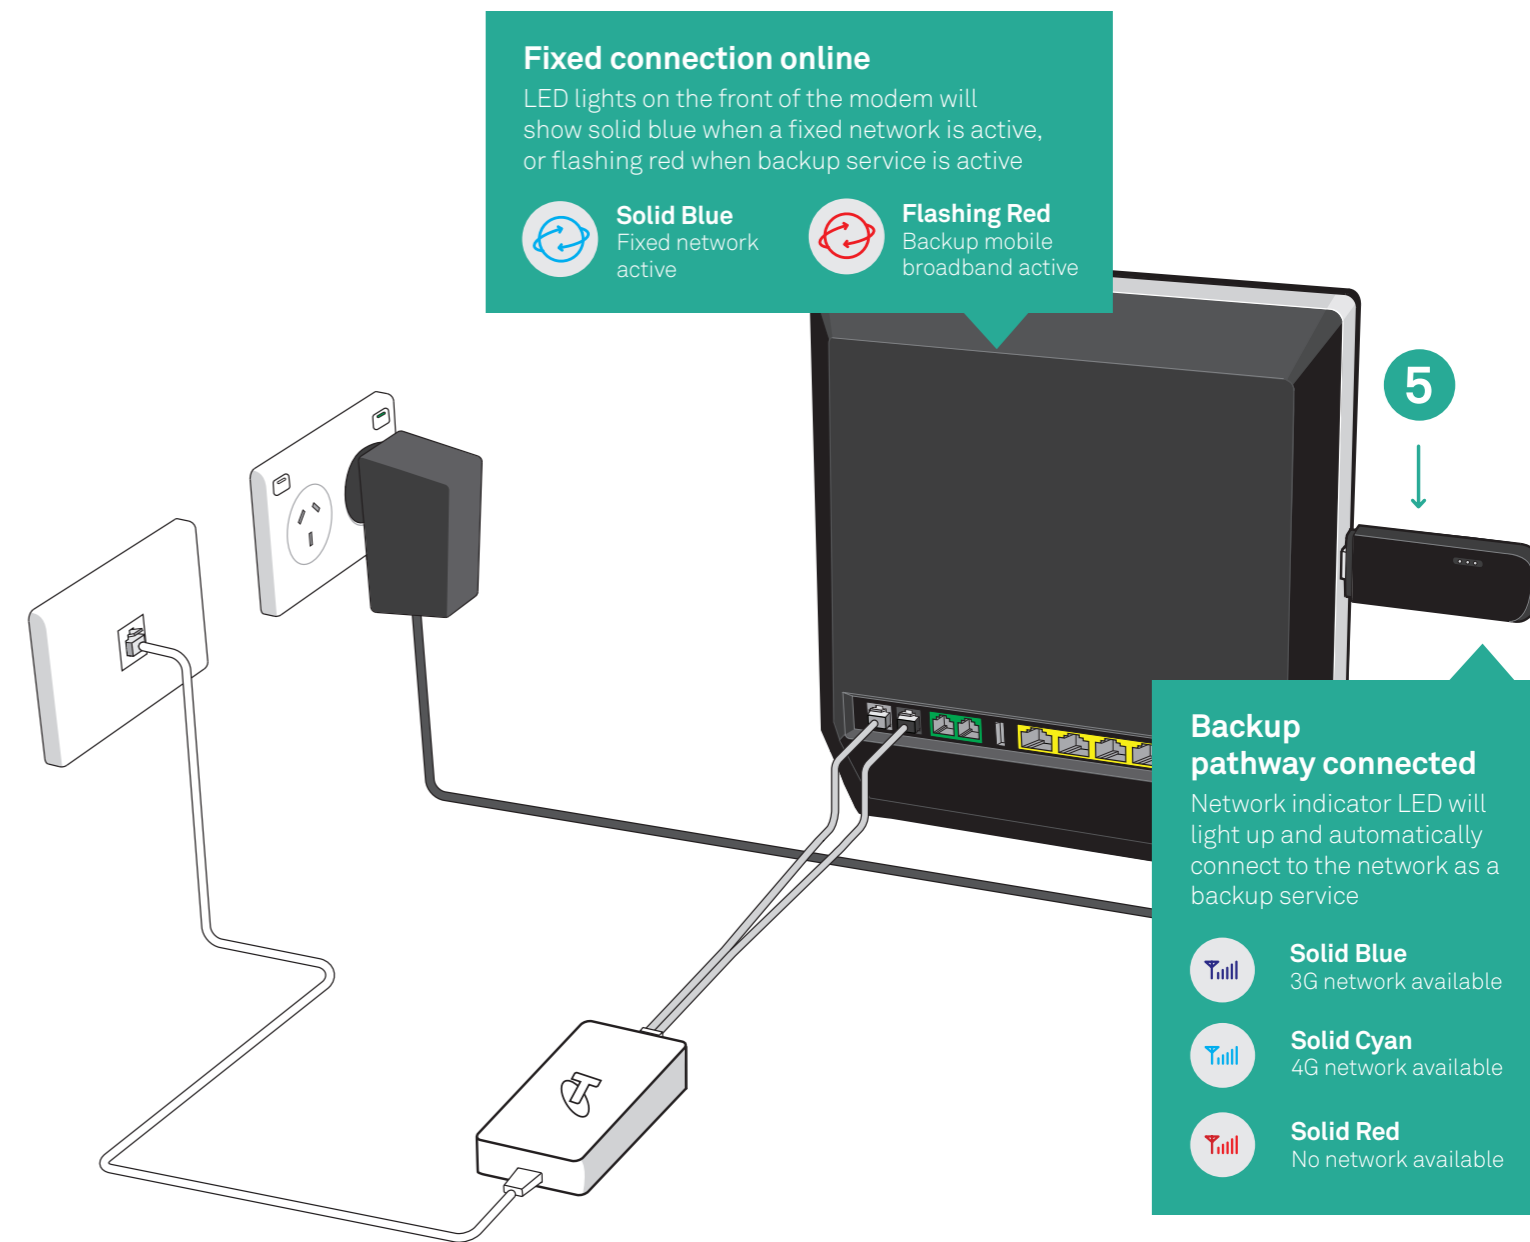 Fixed connection online
LED lights on the front of the modem will
show solid blue when a fixed network is active,
or flashing red when backup service is active
Solid Blue
Fixed network
active
Flashing Red
Backup mobile
broadband active
5
Backup
pathway connected
Network indicator LED will
light up and automatically
connect to the network as a
backup service
Solid Blue
3G network available
Solid Cyan
4G network available
Solid Red
No network available
T